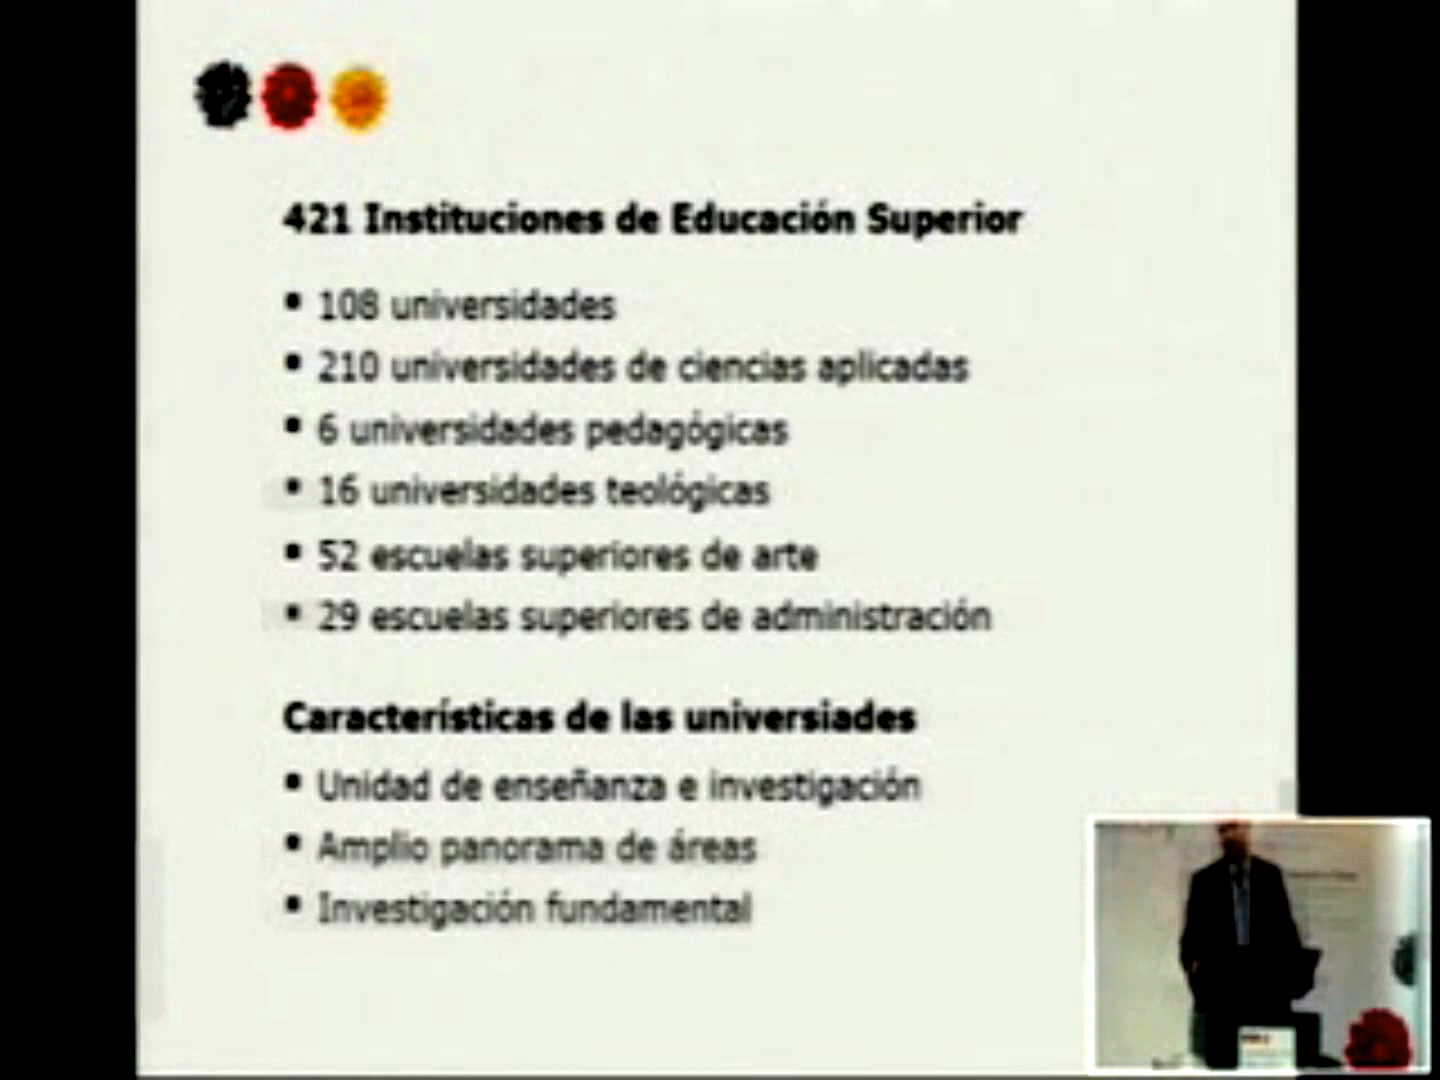 421 Instituciones de Educación Superior
• 108 universidades
• 210 universidades de ciencias aplicadas
• 6 universidades pedagógicas
• 16 universidades teológicas
• 52 escuelas superiores de arte
• 29 escuelas superiores de administración
Características de las universiades
• Unidad de enseñanza e investigación
• Amplio panorama de áreas
• Investigación fundamental